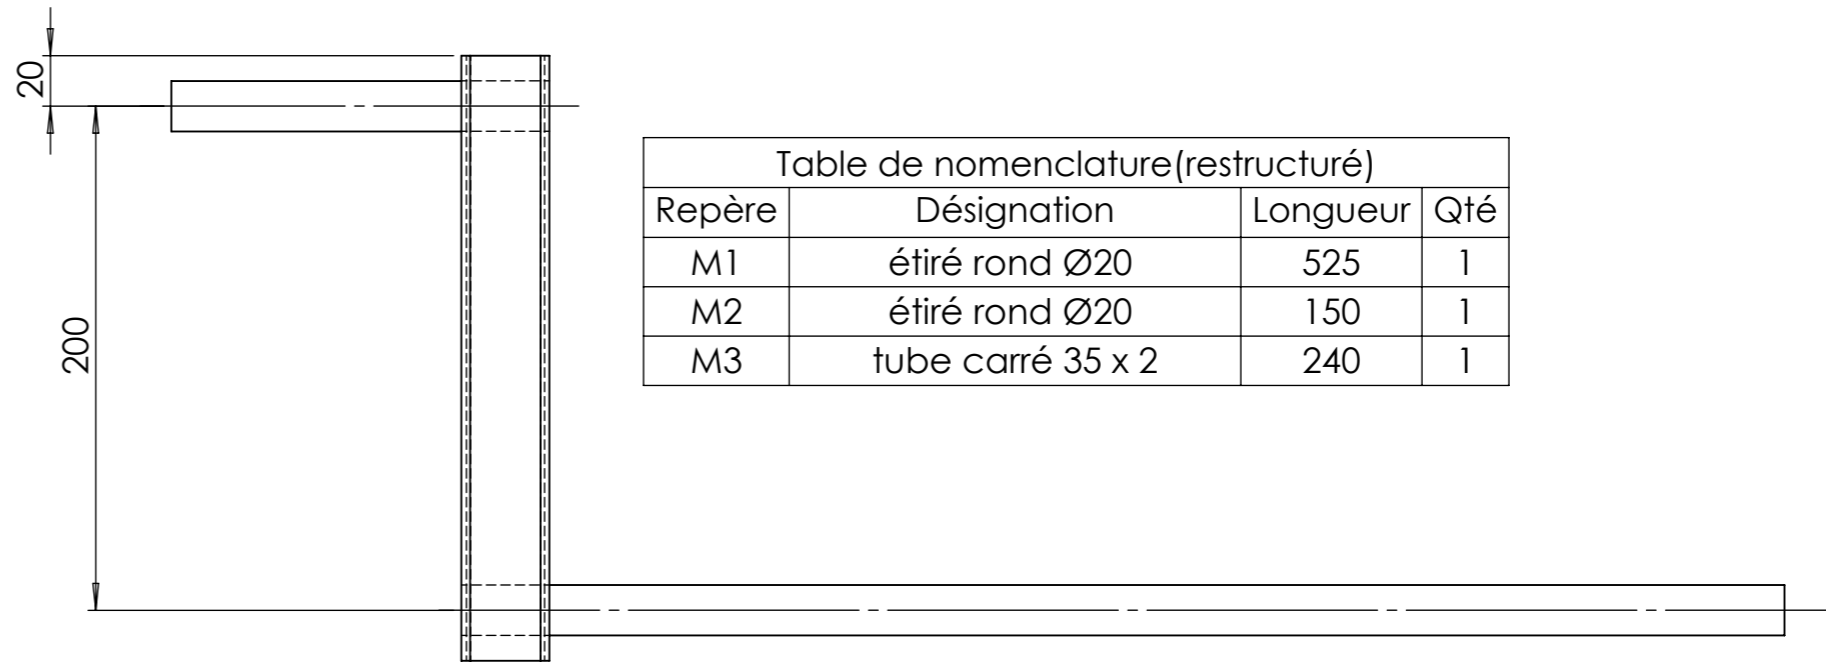 20
200
Table de nomenclature(restructuré)
Repère Désignation Longueur Qté
M1 étiré rond Ø20 525 1
M2 étiré rond Ø20 150 1
M3 tube carré 35 x 2 240 1